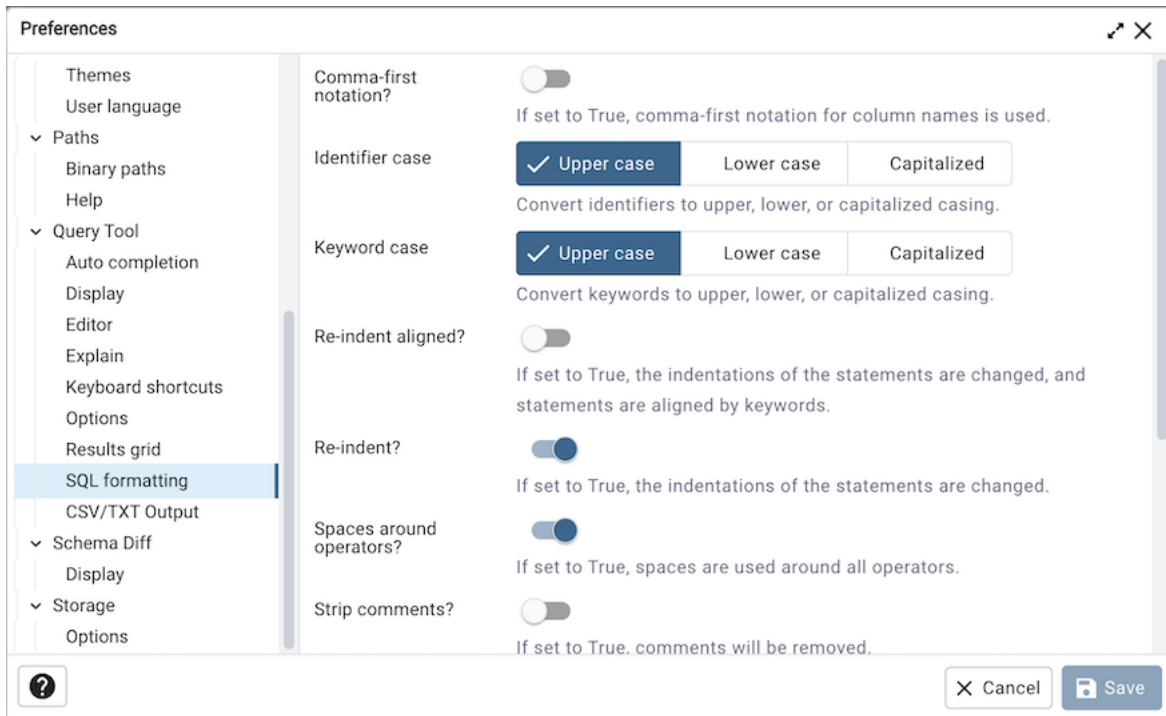 Preferences
Themes
User language
Paths
Binary paths
Help
Query Tool
Auto completion
Display
Editor
Explain
Keyboard shortcuts
Options
Results grid
SQL formatting
CSV/TXT Output
Schema Diff
Display
Storage
Options
Comma-first
notation?
If set to True, comma-first notation for column names is used.
Identifier case
Upper case Lower case Capitalized
Convert identifiers to upper, lower, or capitalized casing.
Keyword case
Upper case Lower case Capitalized
Convert keywords to upper, lower, or capitalized casing.
Re-indent aligned?
If set to True, the indentations of the statements are changed, and
statements are aligned by keywords.
Re-indent?
If set to True, the indentations of the statements are changed.
Spaces around
operators?
If set to True, spaces are used around all operators.
Strip comments?
If set to True, comments will be removed.
?
Cancel Save